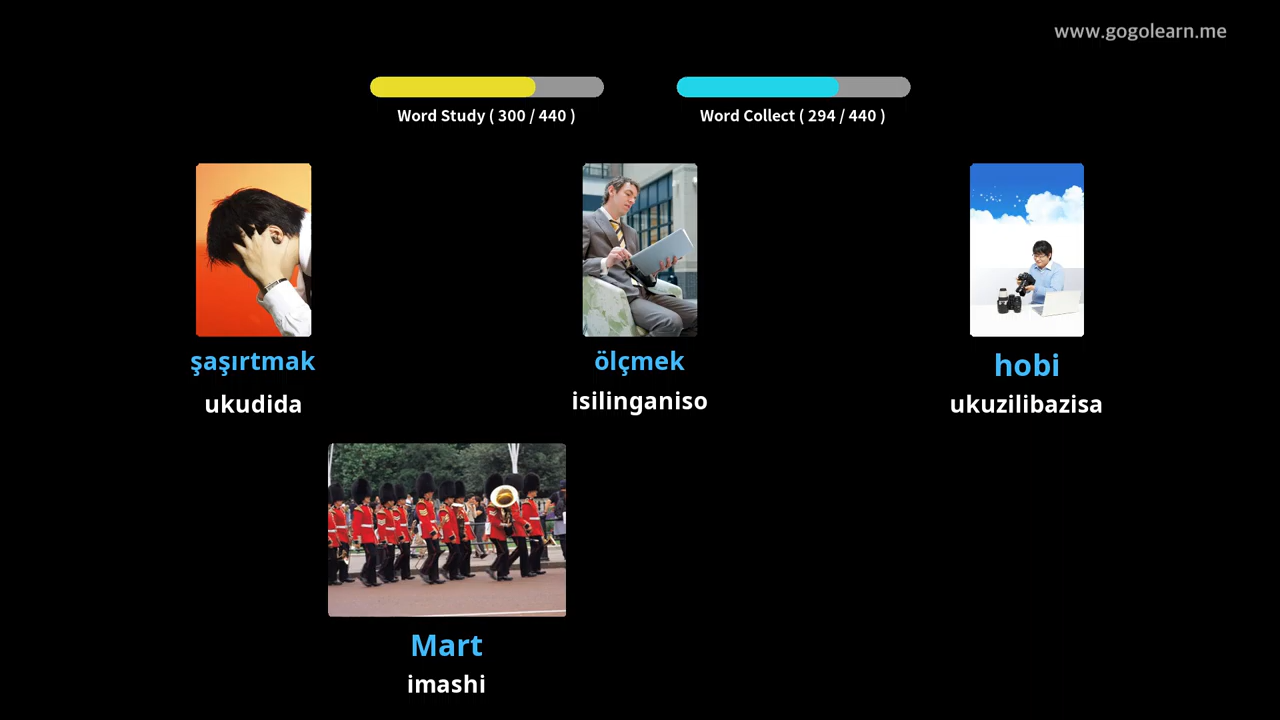 www.gogolearn.me
Word Study ( 300 / 440 )
Word Collect ( 294 / 440 )
şaşırtmak
ukudida
ölçmek
isilinganiso
hobi
ukuzilibazisa
Mart
imashi